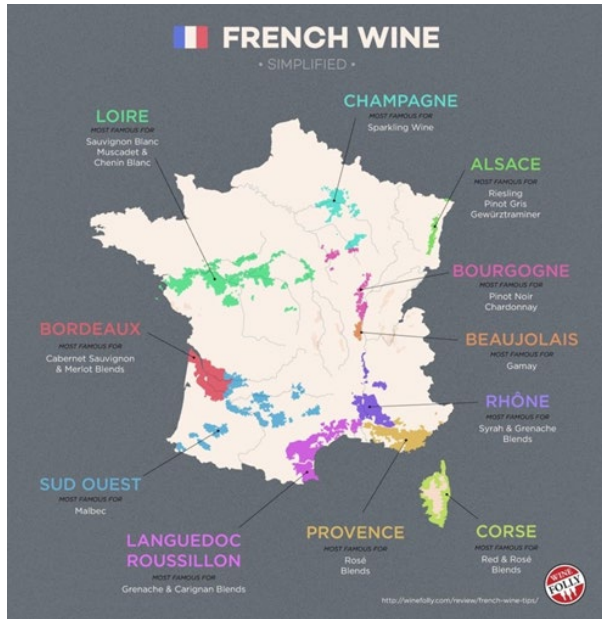 FRENCH WINE
• SIMPLIFIED •
LOIRE
MOST FAMOUS FOR
Sauvignon Blanc
Muscadet &
Chenin Blanc
CHAMPAGNE
MOST FAMOUS FOR
Sparkling Wine
ALSACE
MOST FAMOUS FOR
Riesling
Pinot Gris
Gewürztraminer
BOURGOGNE
MOST FAMOUS FOR
Pinot Noir
Chardonnay
BORDEAUX
MOST FAMOUS FOR
Cabernet Sauvignon
& Merlot Blends
BEAUJOLAIS
MOST FAMOUS FOR
Gamay
RHÔNE
MOST FAMOUS FOR
Syrah & Grenache
Blends
SUD OUEST
MOST FAMOUS FOR
Malbec
LANGUEDOC
ROUSSILLON
MOST FAMOUS FOR
Grenache & Carignan Blends
PROVENCE
MOST FAMOUS FOR
Rosé
Blends
CORSE
MOST FAMOUS FOR
Red & Rosé
Blends
WINE
FOLLY
http://winefolly.com/review/french-wine-tips/